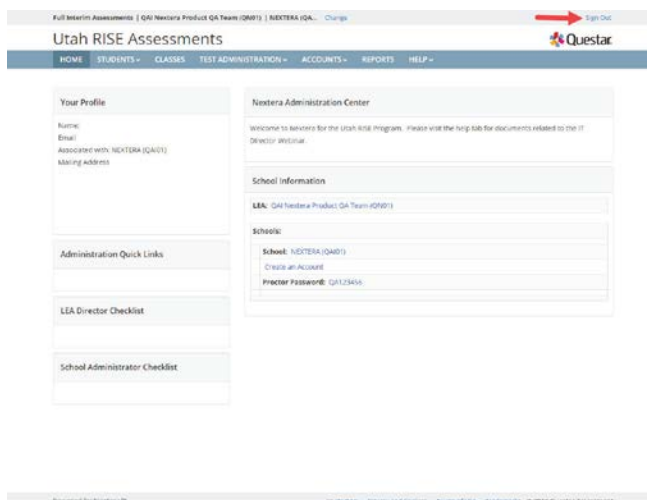 Full Interim Assessments | QAI Nextera Product QA Team (QN01) | NEXTERA (QA... Change
Sign Out
Utah RISE Assessments
Questar
HOME STUDENTS CLASSES TEST ADMINISTRATION ACCOUNTS REPORTS HELP
Your Profile
Name:
Email
Associated with: NEXTERA (QAI01)
Mailing Address
Administration Quick Links
LEA Director Checklist
School Administrator Checklist
Nextera Administration Center
Welcome to Nextera for the Utah RISE Program. Please visit the help tab for documents related to the IT
Director Webinar.
School Information
LEA: QAI Nextera Product QA Team (QN01)
Schools:
School: NEXTERA (QAI01)
Create an Account
Proctor Password: QA123456